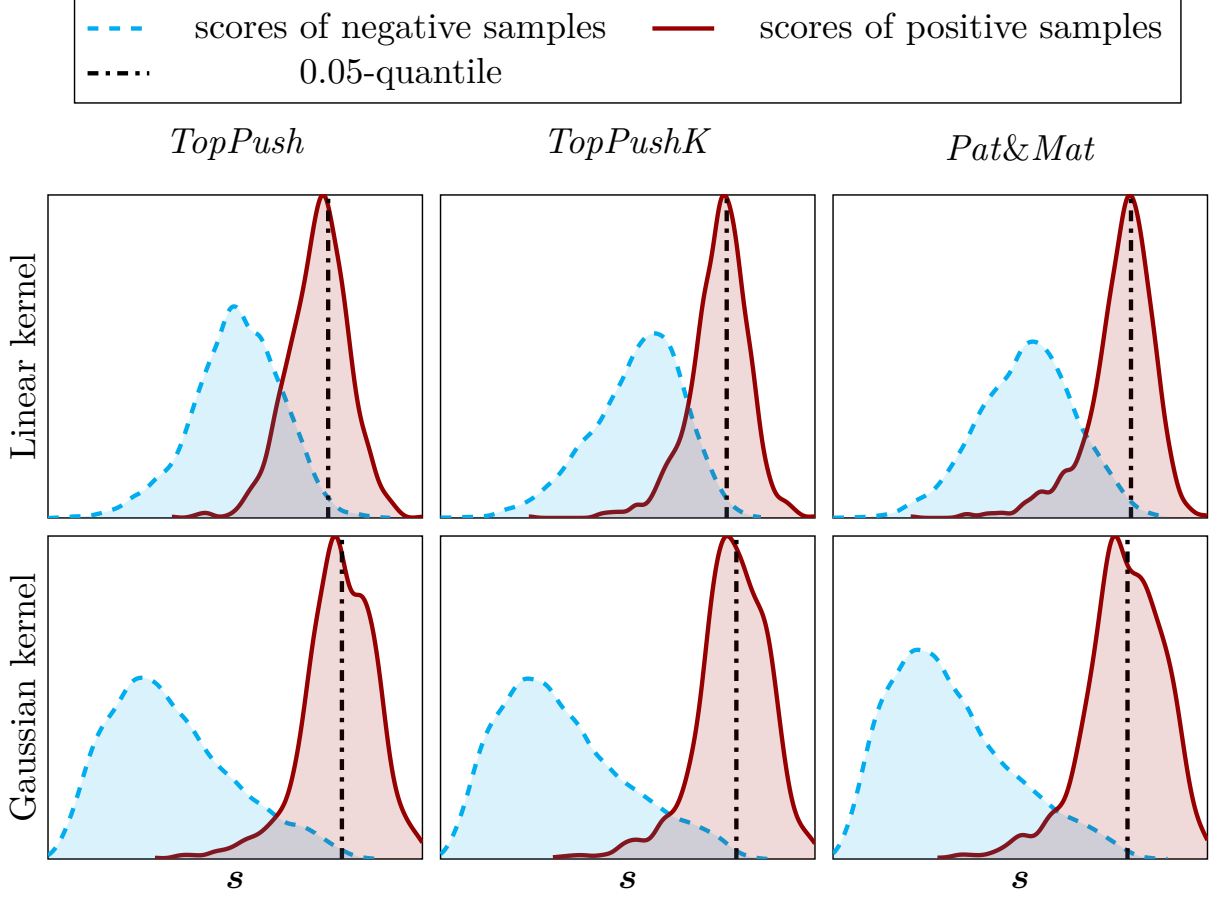 scores of negative samples scores of positive samples
0.05-quantile
TopPush TopPushK Pat&Mat
Linear kernel
Gaussian kernel
s s s